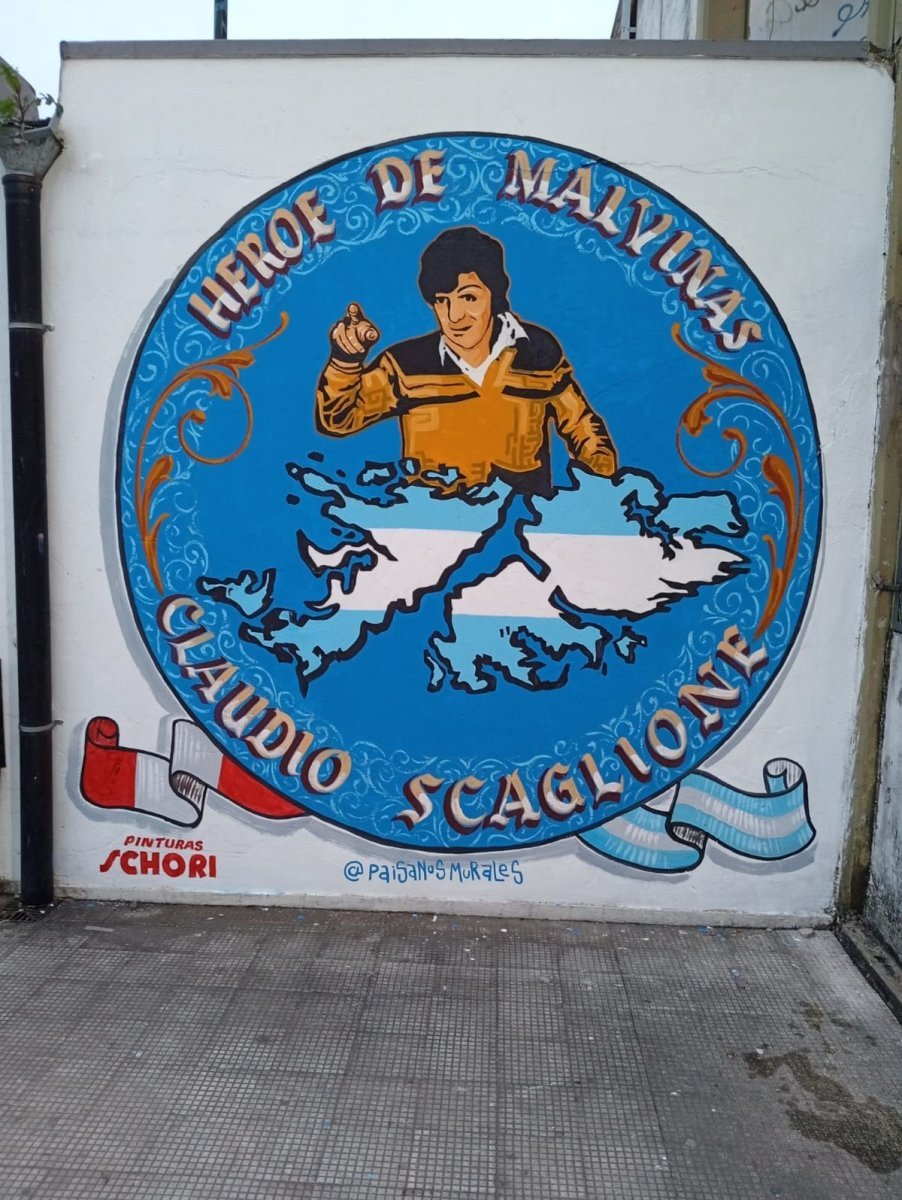 HEROE DE MALVINAS
CLAUDIO SCAGLIONE
PINTURAS
SCHORI
@PAISANOSMURALES